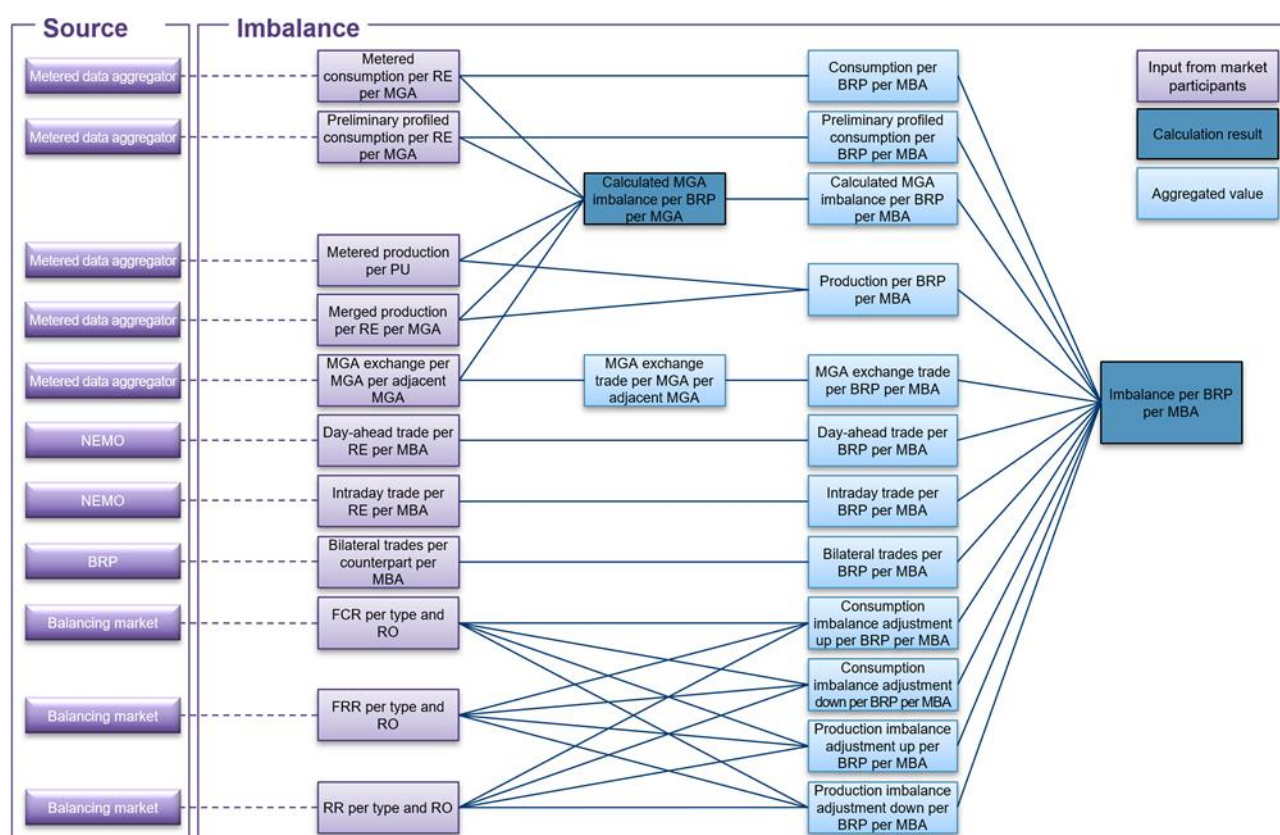 Source
Imbalance
Metered data aggregator
Metered
consumption per RE
per MGA
Consumption per
BRP per MBA
Input from market
participants
Metered data aggregator
Preliminary profiled
consumption per RE
per MGA
Preliminary profiled
consumption per
BRP per MBA
Calculation result
Calculated MGA
imbalance per BRP
per MGA
Calculated MGA
imbalance per BRP
per MBA
Aggregated value
Metered data aggregator
Metered production
per PU
Production per BRP
per MBA
Metered data aggregator
Merged production
per RE per MGA
Metered data aggregator
MGA exchange per
MGA per adjacent
MGA
MGA exchange
trade per MGA per
adjacent MGA
MGA exchange trade
per BRP per MBA
Imbalance per BRP
per MBA
NEMO
Day-ahead trade per
RE per MBA
Day-ahead trade per
BRP per MBA
NEMO
Intraday trade per
RE per MBA
Intraday trade per
BRP per MBA
BRP
Bilateral trades per
counterpart per
MBA
Bilateral trades per
BRP per MBA
Balancing market
FCR per type and
RO
Consumption
imbalance adjustment
up per BRP per MBA
Consumption
imbalance adjustment
down per BRP per MBA
Balancing market
FRR per type and
RO
Production imbalance
adjustment up per
BRP per MBA
Balancing market
RR per type and RO
Production imbalance
adjustment down per
BRP per MBA